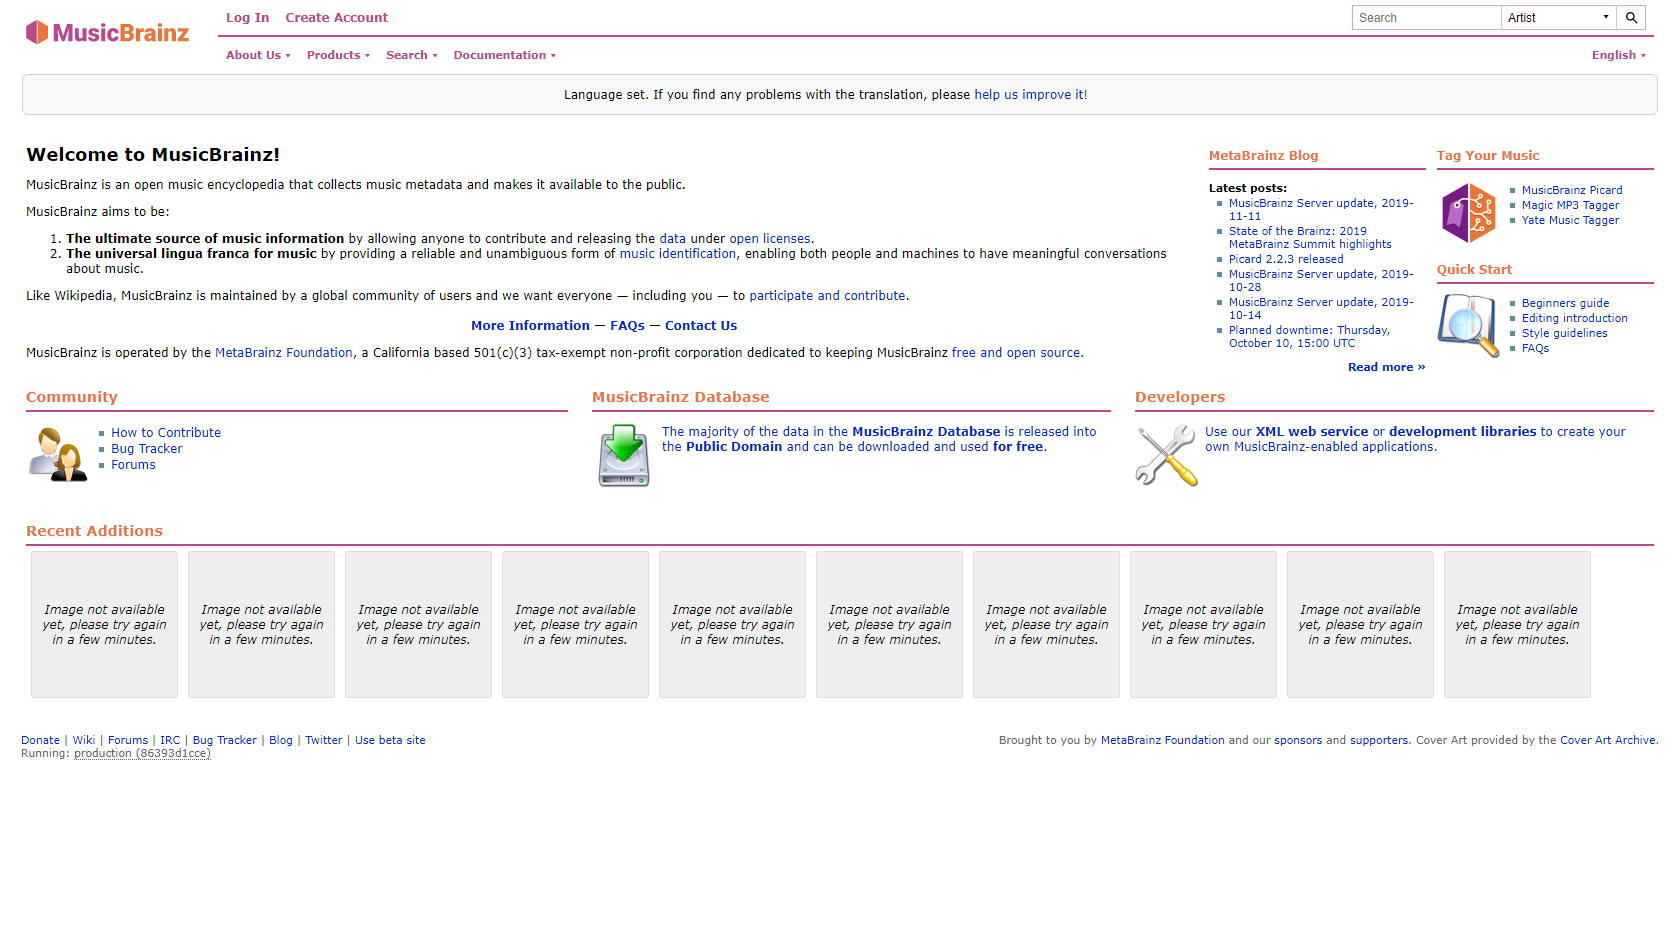 MusicBrainz
Log In Create Account
Search Artist
About Us Products Search Documentation English
Language set. If you find any problems with the translation, please help us improve it!
Welcome to MusicBrainz!
MusicBrainz is an open music encyclopedia that collects music metadata and makes it available to the public.
MusicBrainz aims to be:
1. The ultimate source of music information by allowing anyone to contribute and releasing the data under open licenses.
2. The universal lingua franca for music by providing a reliable and unambiguous form of music identification, enabling both people and machines to have meaningful conversations
about music.
Like Wikipedia, MusicBrainz is maintained by a global community of users and we want everyone — including you — to participate and contribute.
More Information — FAQs — Contact Us
MusicBrainz is operated by the MetaBrainz Foundation, a California based 501(c)(3) tax-exempt non-profit corporation dedicated to keeping MusicBrainz free and open source.
MetaBrainz Blog
Latest posts:
MusicBrainz Server update, 2019-
11-11
State of the Brainz: 2019
MetaBrainz Summit highlights
Picard 2.2.3 released
MusicBrainz Server update, 2019-
10-28
MusicBrainz Server update, 2019-
10-14
Planned downtime: Thursday,
October 10, 15:00 UTC
Read more »
Tag Your Music
MusicBrainz Picard
Magic MP3 Tagger
Yate Music Tagger
Quick Start
Beginners guide
Editing introduction
Style guidelines
FAQs
Community
How to Contribute
Bug Tracker
Forums
MusicBrainz Database
The majority of the data in the MusicBrainz Database is released into
the Public Domain and can be downloaded and used for free.
Developers
Use our XML web service or development libraries to create your
own MusicBrainz-enabled applications.
Recent Additions
Image not available
yet, please try again
in a few minutes.
Image not available
yet, please try again
in a few minutes.
Image not available
yet, please try again
in a few minutes.
Image not available
yet, please try again
in a few minutes.
Image not available
yet, please try again
in a few minutes.
Image not available
yet, please try again
in a few minutes.
Image not available
yet, please try again
in a few minutes.
Image not available
yet, please try again
in a few minutes.
Image not available
yet, please try again
in a few minutes.
Image not available
yet, please try again
in a few minutes.
Donate | Wiki | Forums | IRC | Bug Tracker | Blog | Twitter | Use beta site
Running: production (86393d1cce)
Brought to you by MetaBrainz Foundation and our sponsors and supporters. Cover Art provided by the Cover Art Archive.